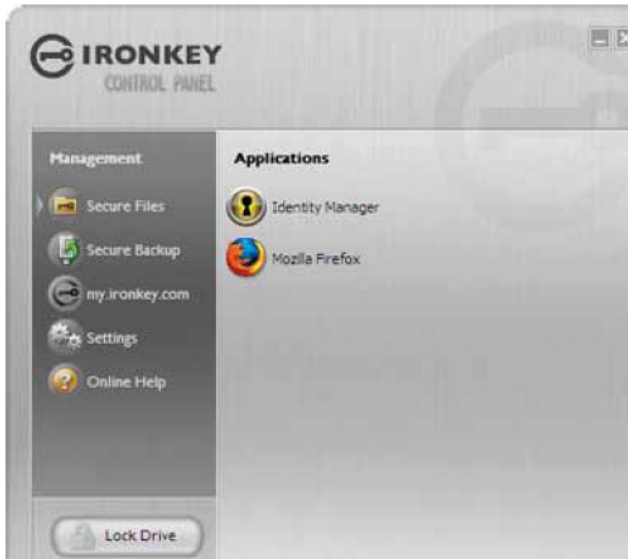 IRONKEY
CONTROL PANEL
Management
Applications
Secure Files
Identity Manager
Secure Backup
Mozilla Firefox
my.ironkey.com
Settings
Online Help
Lock Drive